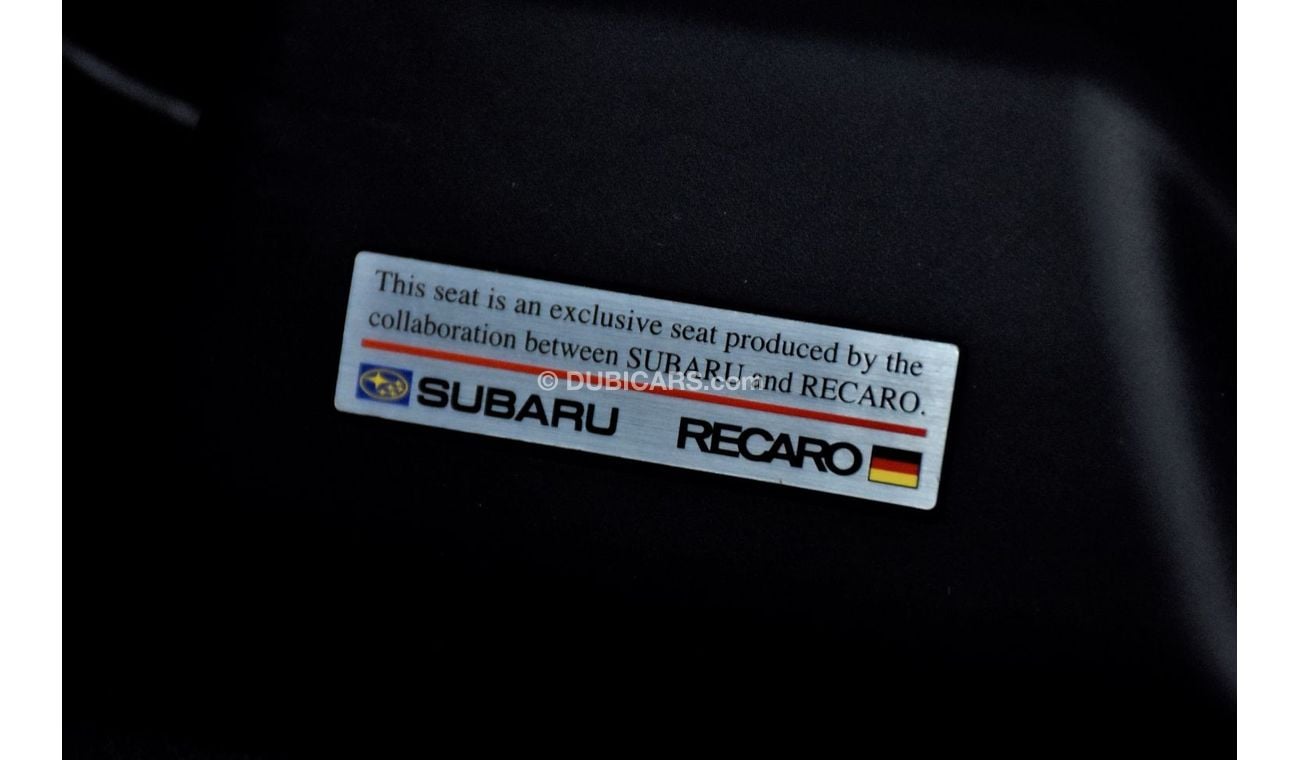 This seat is an exclusive seat produced by the
collaboration between SUBARU and RECARO.
© DUBICARS.com
SUBARU RECARO